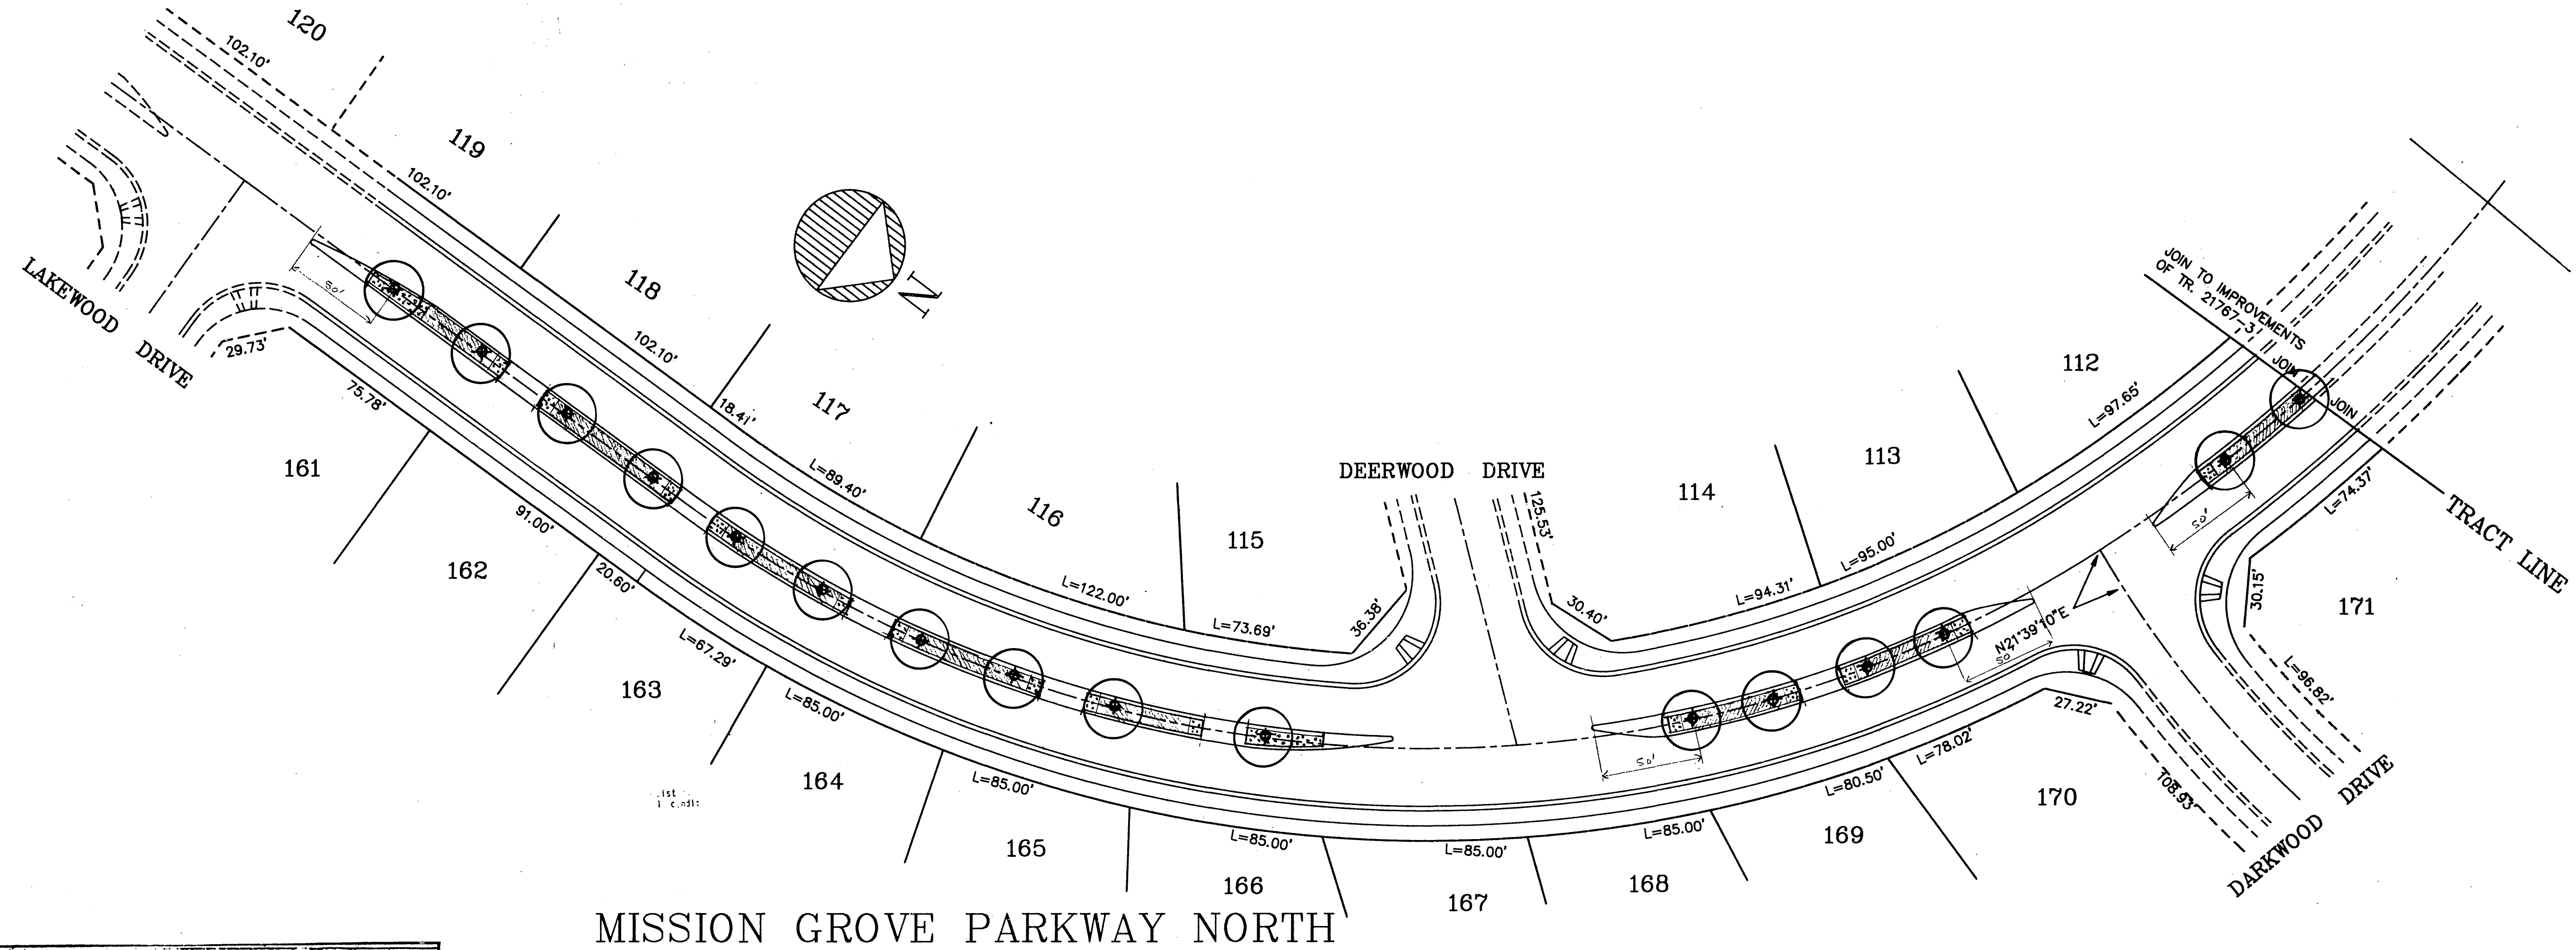 120
102.10'
119
102.10'
118
102.10'
18.41'
117
L=89.40'
116
L=122.00'
115
L=73.69'
36.38'
N
LAKEWOOD DRIVE
29.73'
50'
75.78'
161
91.00'
162
20.60'
L=67.29'
163
L=85.00'
164
L=85.00'
165
L=85.00'
166
L=85.00'
167
L=85.00'
168
L=80.50'
169
L=78.02'
170
DEERWOOD DRIVE
125.53'
30.40'
114
L=94.31'
L=95.00'
113
112
L=97.65'
50'
N21°39'10"E
50'
50'
27.22'
108.93'
DARKWOOD DRIVE
JOIN TO IMPROVEMENTS
OF TR. 21767-3
JOIN
JOIN
TRACT LINE
L=74.37'
30.15'
171
L=96.82'
MISSION GROVE PARKWAY NORTH